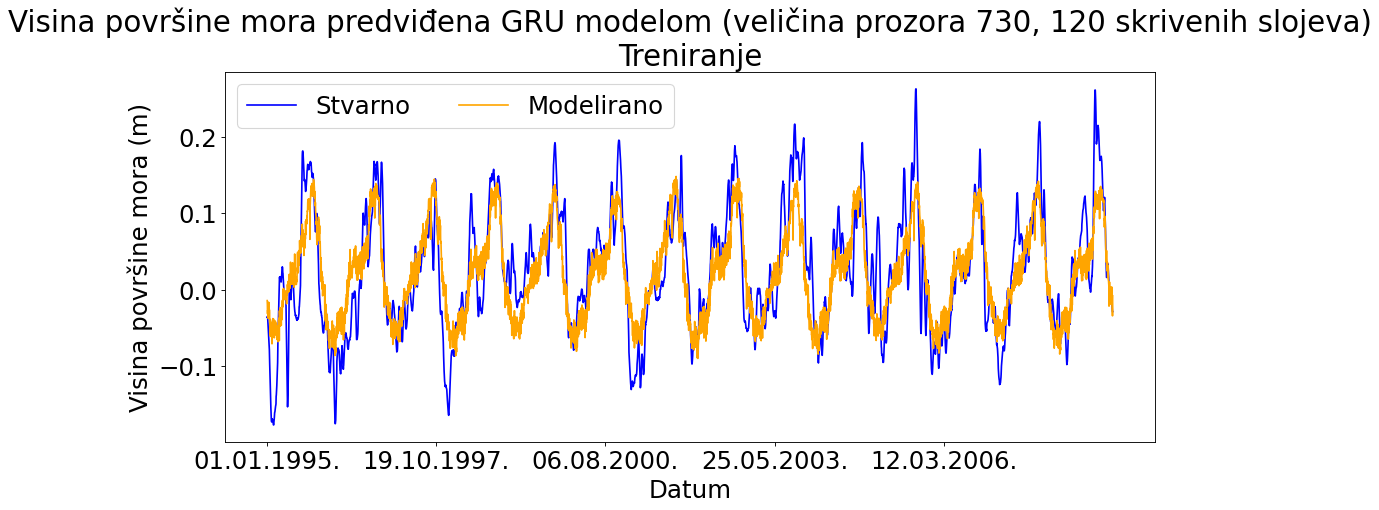 Visina površine mora predviđena GRU modelom (veličina prozora 730, 120 skrivenih slojeva)
Treniranje
Stvarno
Modelirano
Visina površine mora (m)
0.2
0.1
0.0
−0.1
01.01.1995.
19.10.1997.
06.08.2000.
25.05.2003.
12.03.2006.
Datum